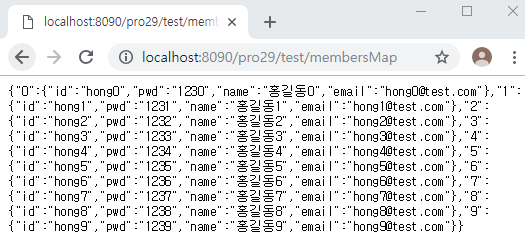 localhost:8090/pro29/test/memb
localhost:8090/pro29/test/membersMap
{"0":{"id":"hong0","pwd":"1230","name":"홍길동0","email":"hong0@test.com"},"1":
{"id":"hong1","pwd":"1231","name":"홍길동1","email":"hong1@test.com"},"2":
{"id":"hong2","pwd":"1232","name":"홍길동2","email":"hong2@test.com"},"3":
{"id":"hong3","pwd":"1233","name":"홍길동3","email":"hong3@test.com"},"4":
{"id":"hong4","pwd":"1234","name":"홍길동4","email":"hong4@test.com"},"5":
{"id":"hong5","pwd":"1235","name":"홍길동5","email":"hong5@test.com"},"6":
{"id":"hong6","pwd":"1236","name":"홍길동6","email":"hong6@test.com"},"7":
{"id":"hong7","pwd":"1237","name":"홍길동7","email":"hong7@test.com"},"8":
{"id":"hong8","pwd":"1238","name":"홍길동8","email":"hong8@test.com"},"9":
{"id":"hong9","pwd":"1239","name":"홍길동9","email":"hong9@test.com"}}